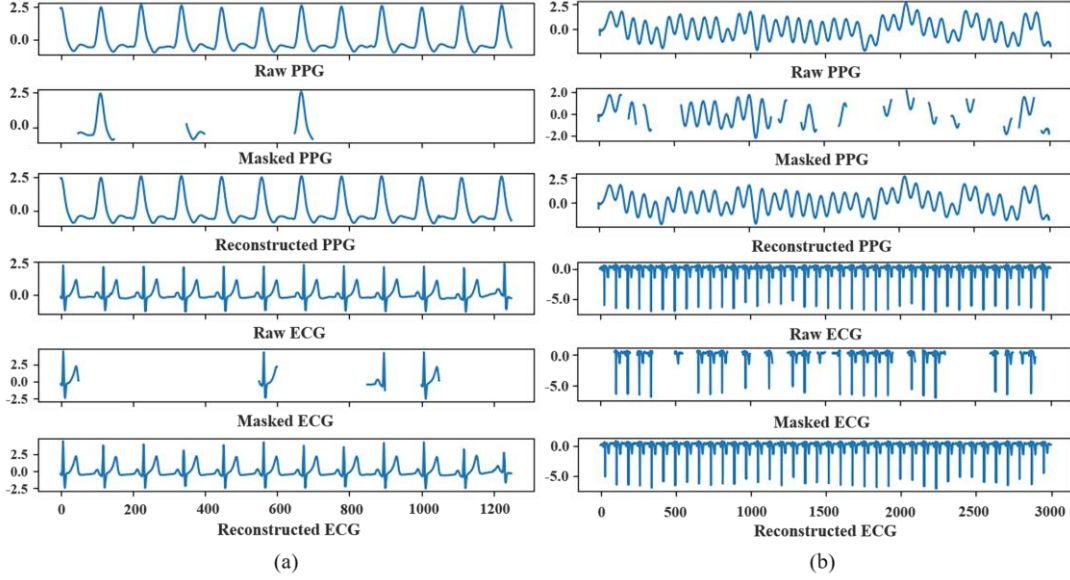 2.5
0.0
Raw PPG
2.5
0.0
Masked PPG
2.5
0.0
Reconstructed PPG
2.5
0.0
Raw ECG
2.5
0.0
-2.5
Masked ECG
2.5
0.0
-2.5
0 200 400 600 800 1000 1200
Reconstructed ECG
(a)
2.5
0.0
Raw PPG
2.0
0.0
-2.0
Masked PPG
2.5
0.0
Reconstructed PPG
0.0
-5.0
Raw ECG
0.0
-5.0
Masked ECG
0.0
-5.0
0 500 1000 1500 2000 2500 3000
Reconstructed ECG
(b)